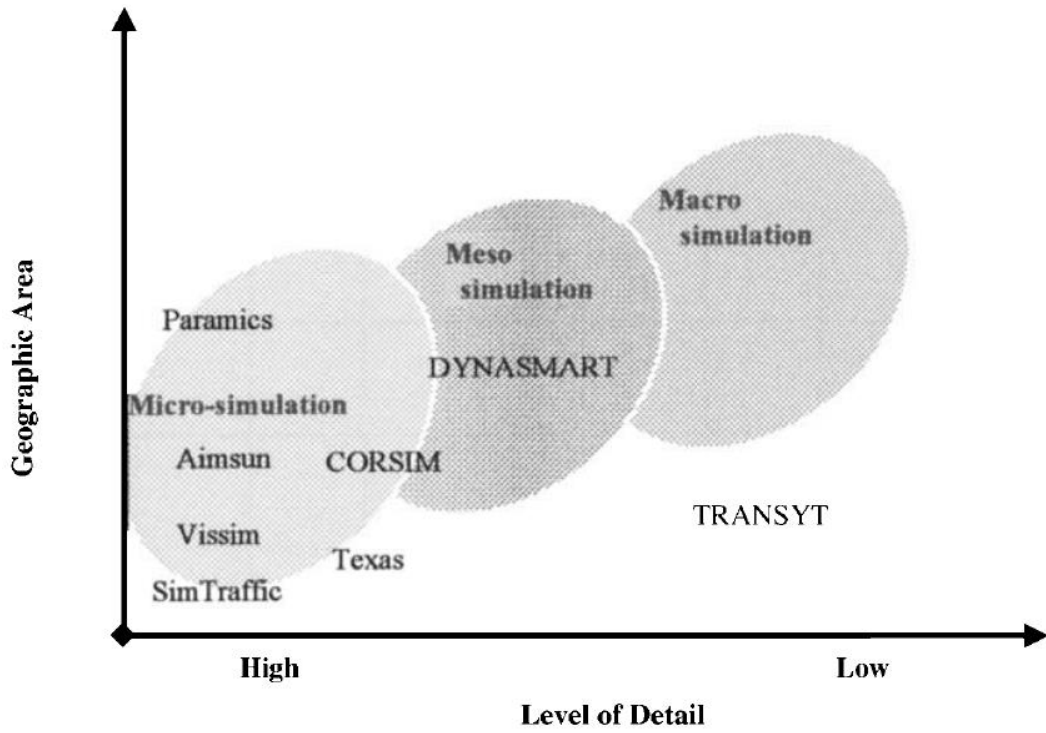 Geographic Area
Macro
simulation
Meso
simulation
Paramics
DYNASMART
Micro-simulation
Aimsun
CORSIM
TRANSYT
Vissim
Texas
SimTraffic
High
Low
Level of Detail